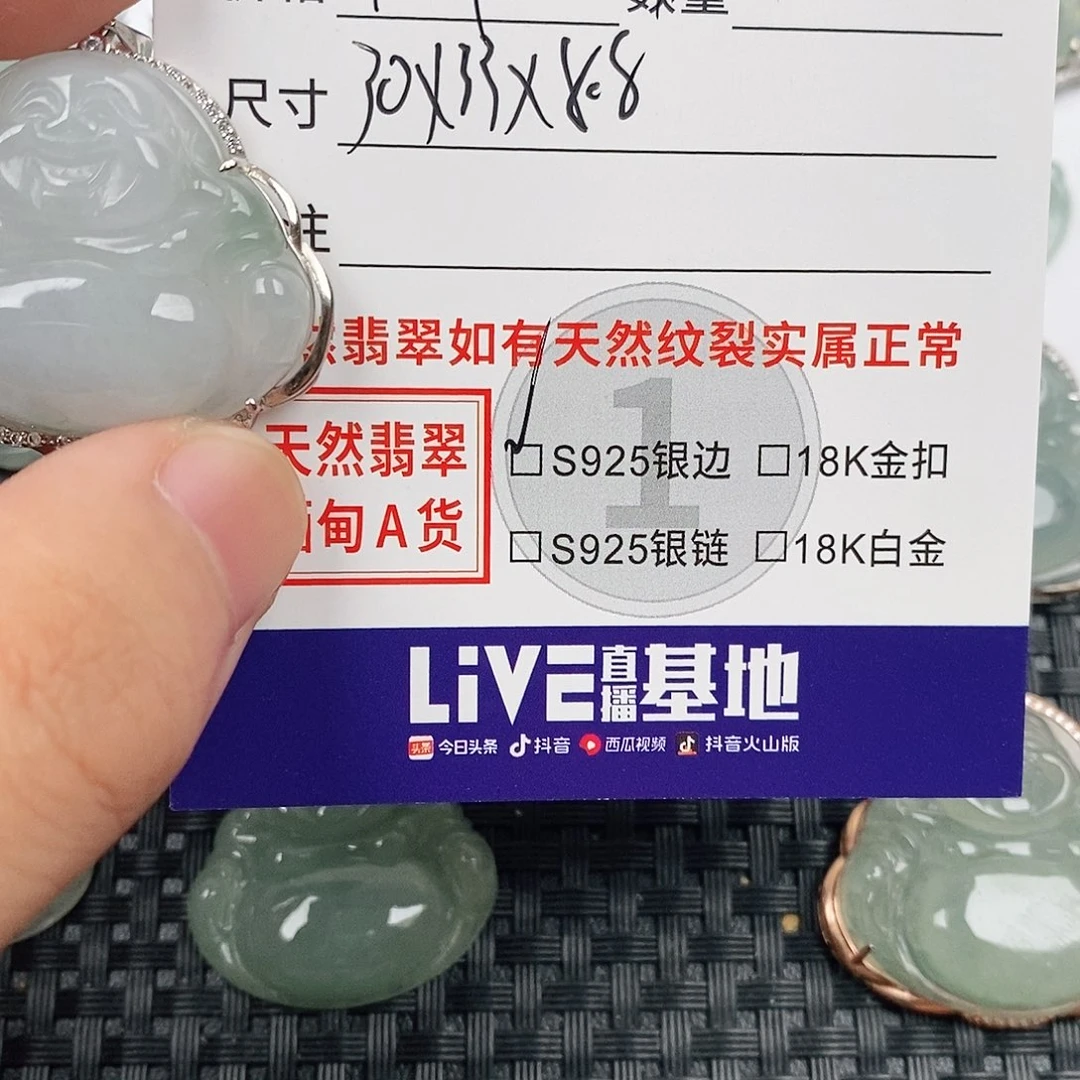 数量
尺寸 30X33X8.8
注
翡翠如有天然纹裂实属正常
天然翡翠
缅甸A货
1
□S925银边 □18K金扣
□S925银链 □18K白金
LiVE直播基地
头条 今日头条 抖音 西瓜视频 抖音火山版